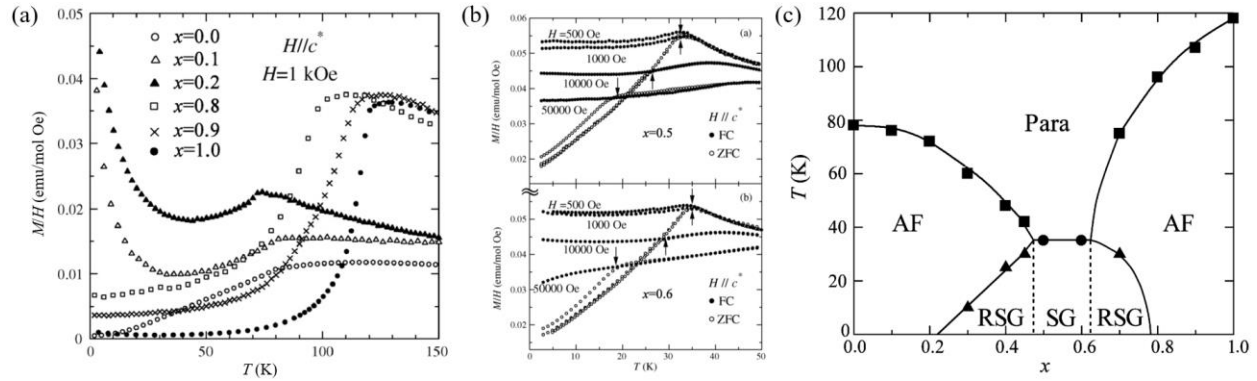 (a)
M/H (emu/mol Oe)
0.05
0.04
0.03
0.02
0.01
0
x=0.0
x=0.1
x=0.2
x=0.8
x=0.9
x=1.0
H//c*
H=1 kOe
0 50 100 150
T (K)
(b)
M/H (emu/mol Oe)
0.06
0.05
0.04
0.03
0.02
(a)
H =500 Oe
1000 Oe
10000 Oe
50000 Oe
H // c*
FC
ZFC
x=0.5
M/H (emu/mol Oe)
0.05
0.04
0.03
0.02
(b)
H=500 Oe
1000 Oe
10000 Oe
50000 Oe
H // c*
FC
ZFC
x=0.6
0 10 20 30 40 50
T (K)
(c)
T (K)
120
80
40
0
Para
AF
AF
RSG SG RSG
0.0 0.2 0.4 0.6 0.8 1.0
x